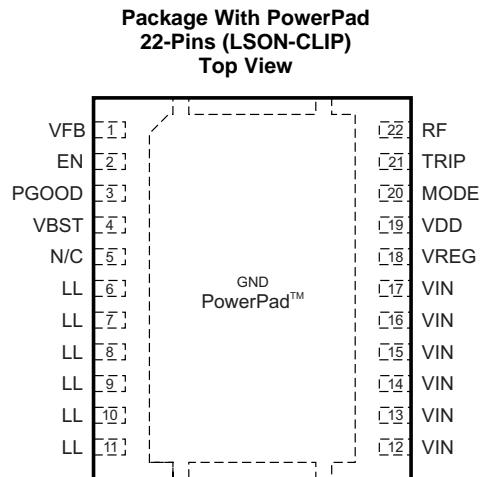 Package With PowerPad
22-Pins (LSON-CLIP)
Top View
VFB 1 22 RF
EN 2 21 TRIP
PGOOD 3 20 MODE
VBST 4 19 VDD
N/C 5 18 VREG
LL 6 GND 17 VIN
LL 7 PowerPad™ 16 VIN
LL 8 15 VIN
LL 9 14 VIN
LL 10 13 VIN
LL 11 12 VIN